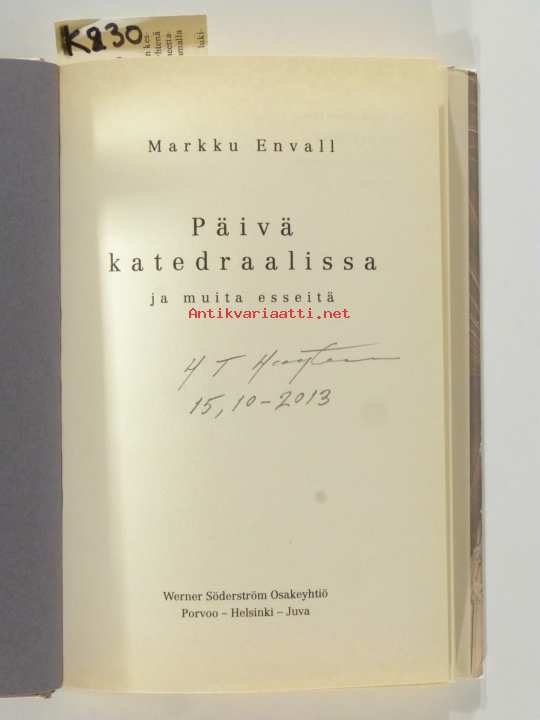 K830
Markku Envall
Päivä
katedraalissa
ja muita esseitä
Antikvariaatti.net
H T
15,10-2013
Werner Söderström Osakeyhtiö
Porvoo – Helsinki – Juva